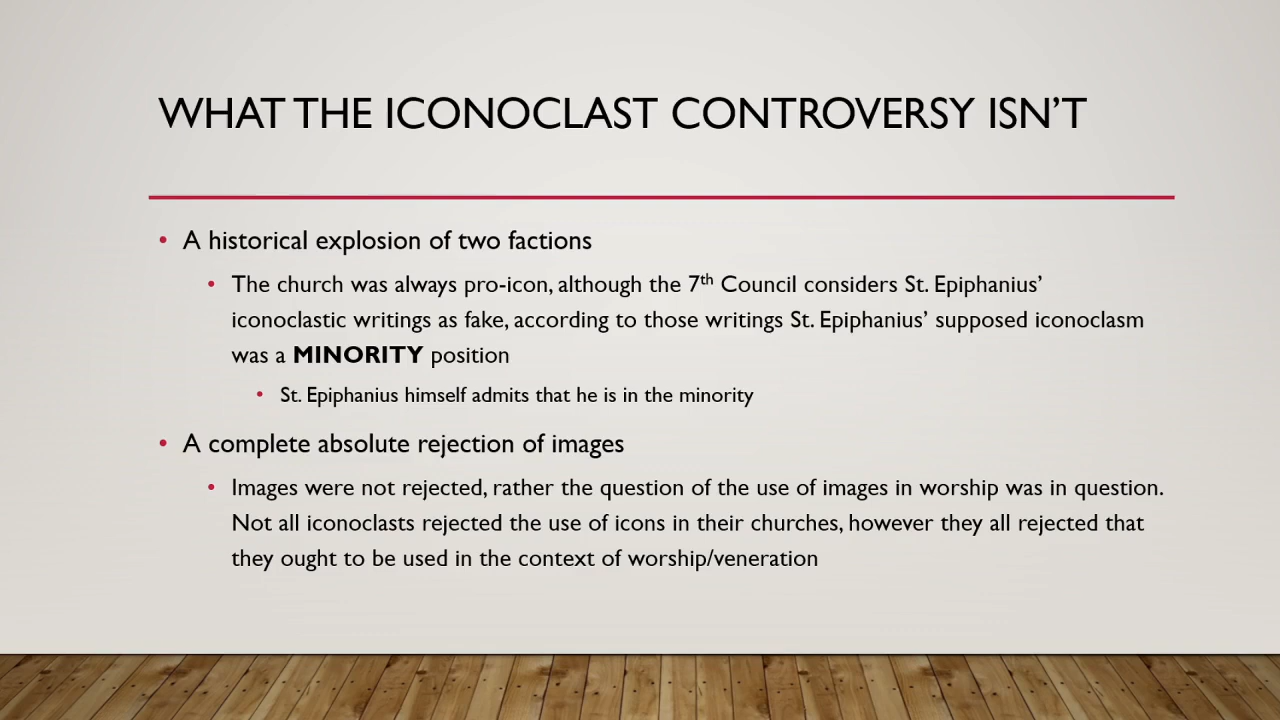 WHAT THE ICONOCLAST CONTROVERSY ISN'T
• A historical explosion of two factions
• The church was always pro-icon, although the 7th Council considers St. Epiphanius'
iconoclastic writings as fake, according to those writings St. Epiphanius' supposed iconoclasm
was a MINORITY position
• St. Epiphanius himself admits that he is in the minority
• A complete absolute rejection of images
• Images were not rejected, rather the question of the use of images in worship was in question.
Not all iconoclasts rejected the use of icons in their churches, however they all rejected that
they ought to be used in the context of worship/veneration